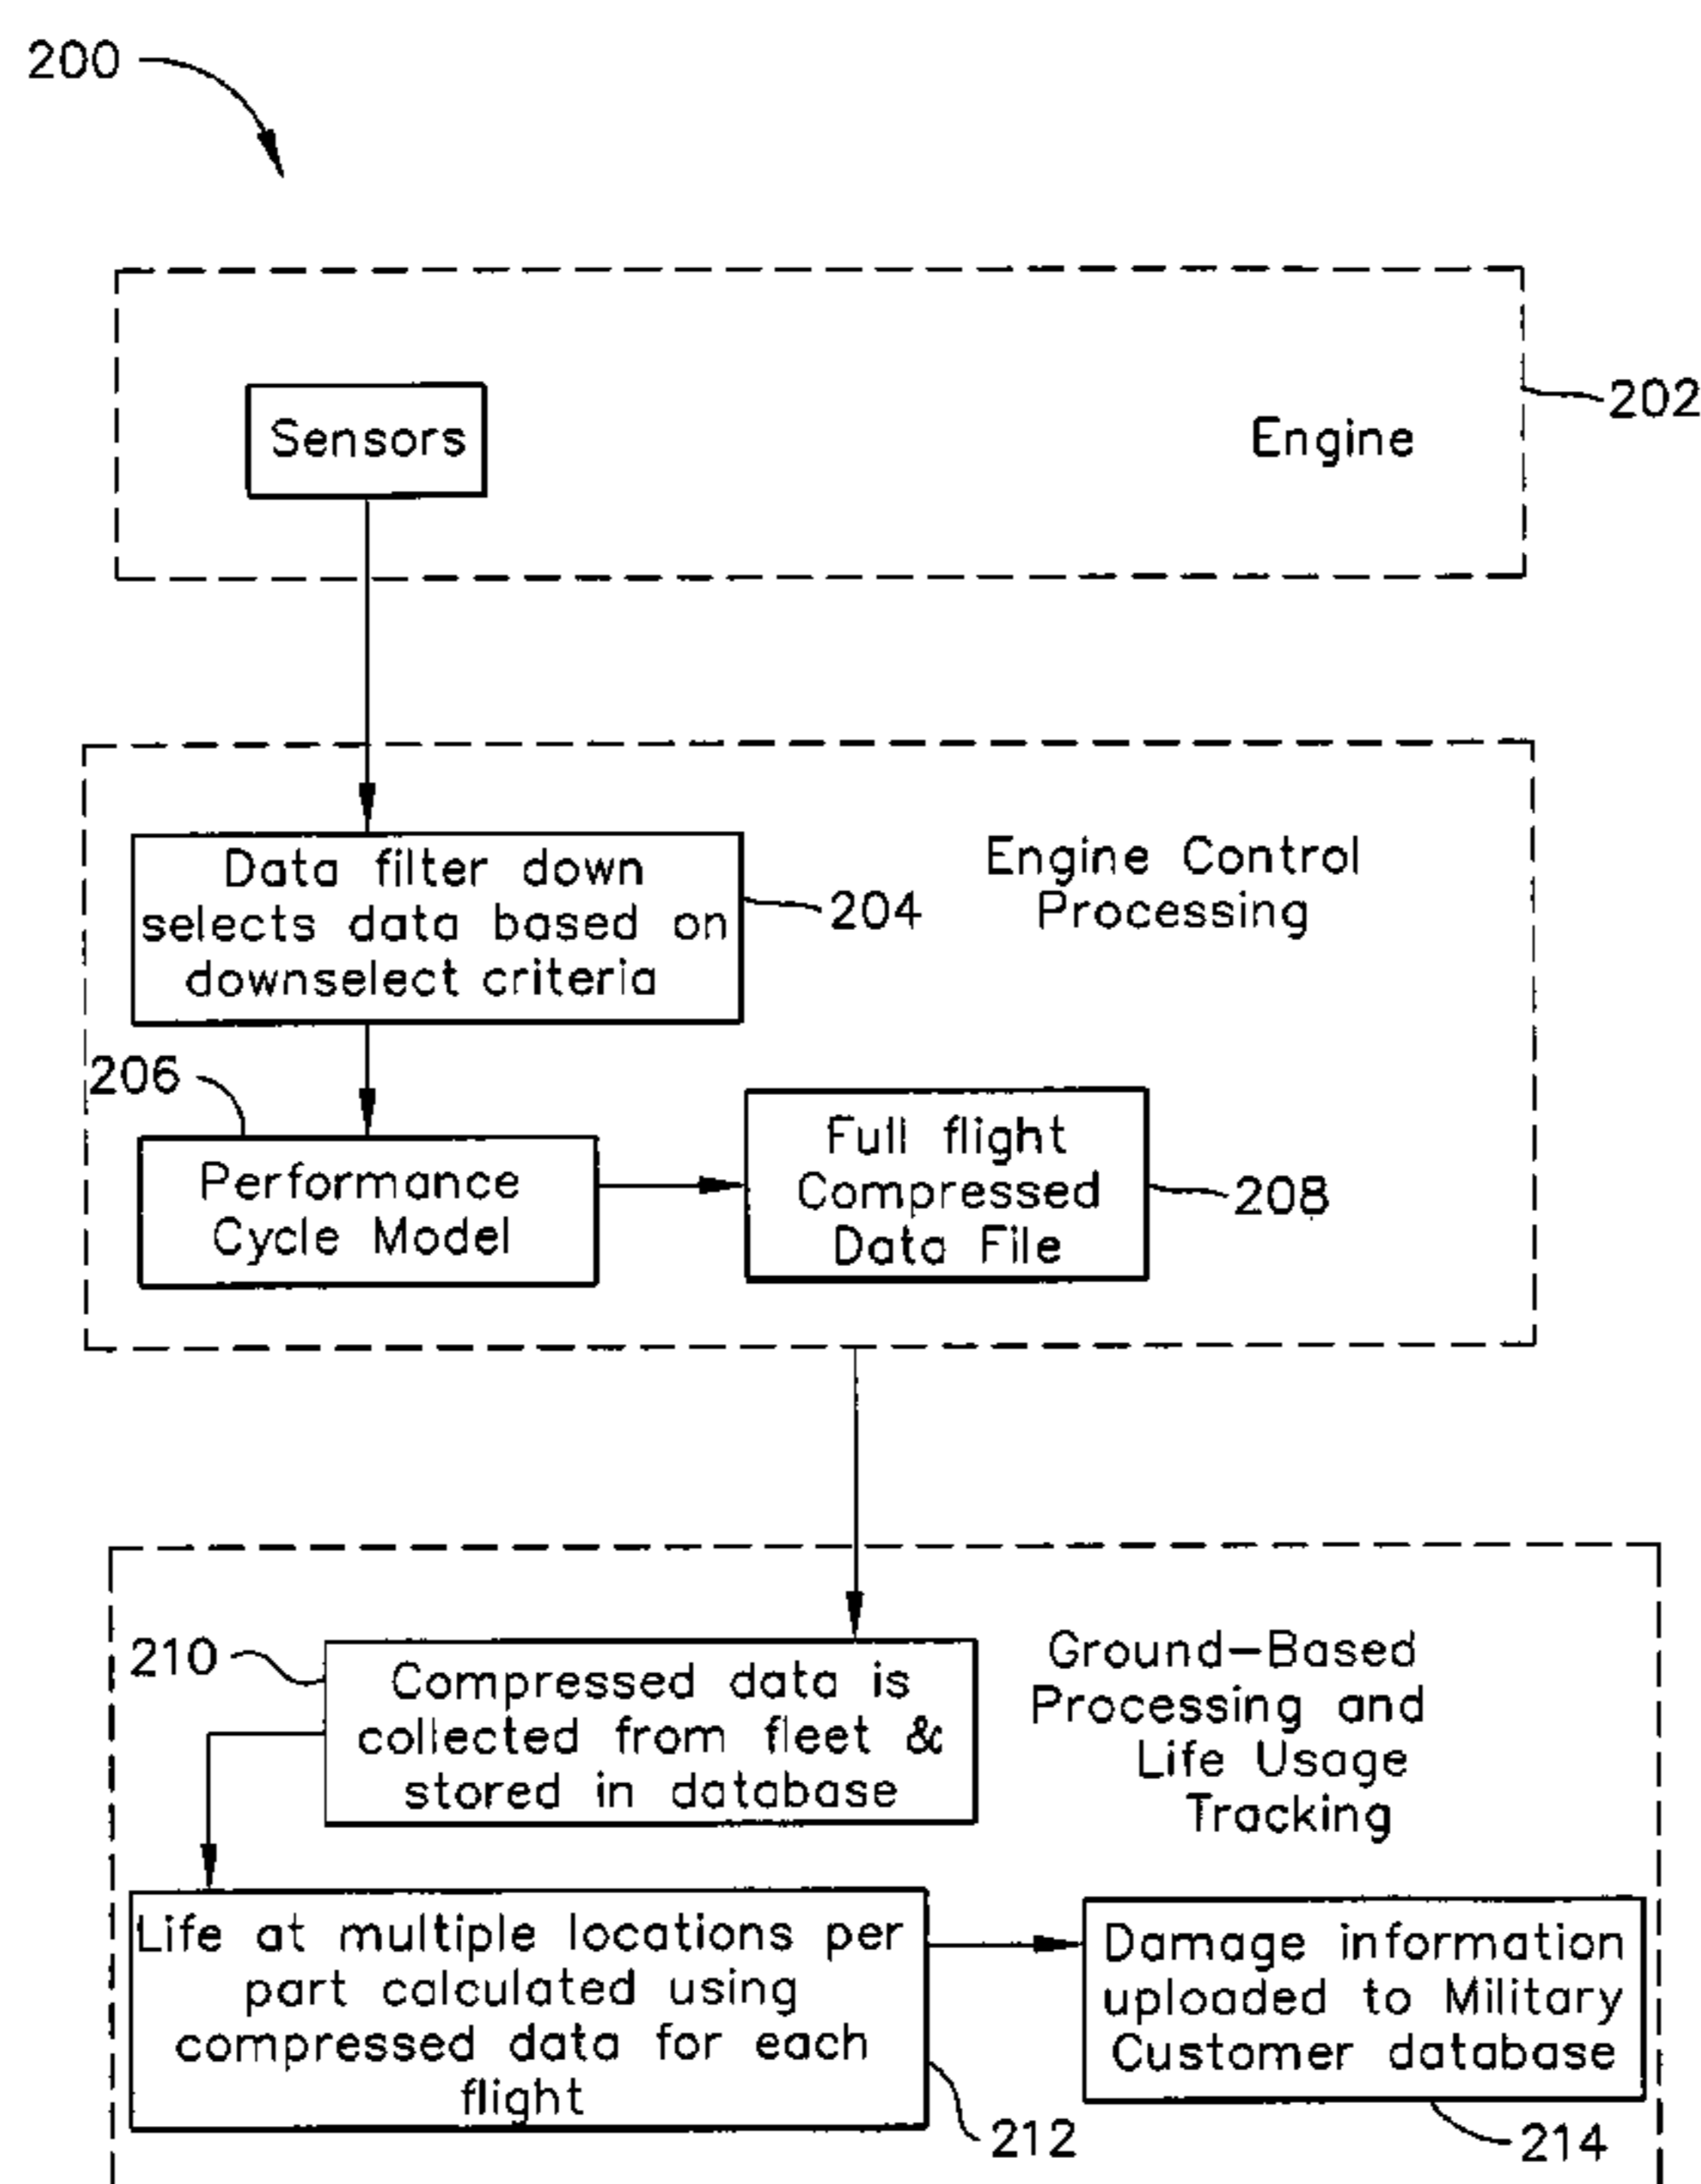 200
202
Sensors
Engine
Data filter down
selects data based on
downselect criteria
204
Engine Control
Processing
206
Performance
Cycle Model
Full flight
Compressed
Data File
208
210
Compressed data is
collected from fleet &
stored in database
Ground-Based
Processing and
Life Usage
Tracking
Life at multiple locations per
part calculated using
compressed data for each
flight
212
Damage information
uploaded to Military
Customer database
214